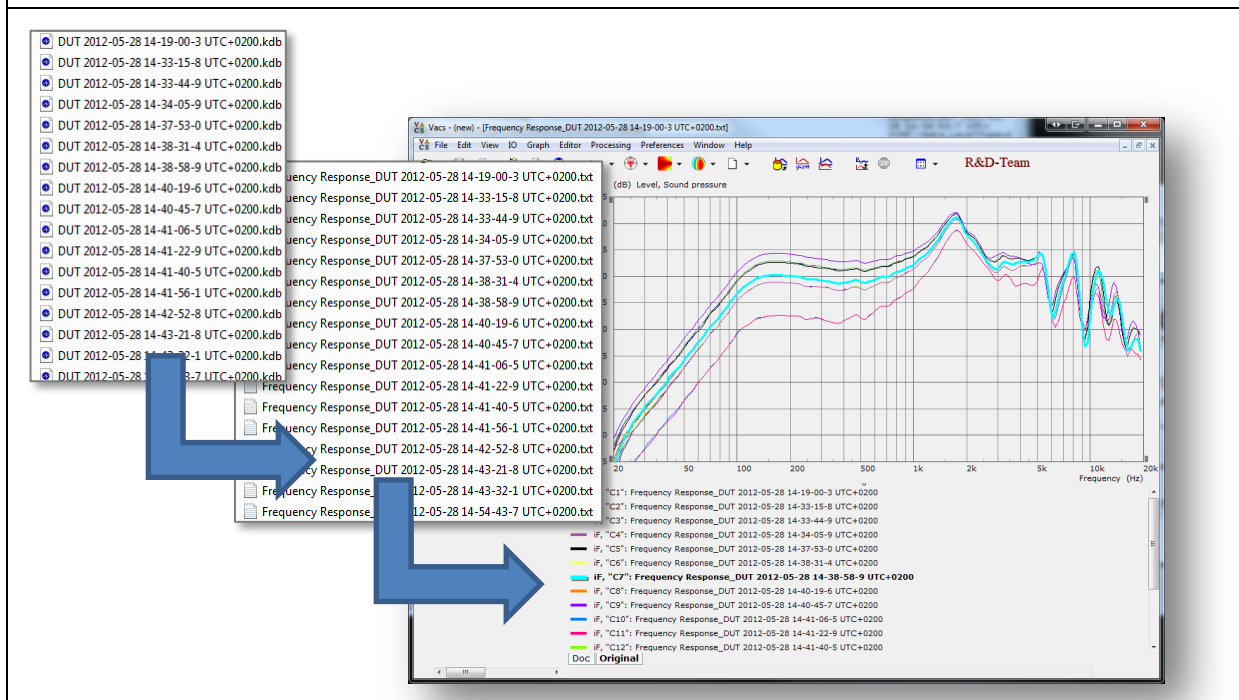 DUT 2012-05-28 14-19-00-3 UTC+0200.kdb
DUT 2012-05-28 14-33-15-8 UTC+0200.kdb
DUT 2012-05-28 14-33-44-9 UTC+0200.kdb
DUT 2012-05-28 14-34-05-9 UTC+0200.kdb
DUT 2012-05-28 14-37-53-0 UTC+0200.kdb
DUT 2012-05-28 14-38-31-4 UTC+0200.kdb
DUT 2012-05-28 14-38-58-9 UTC+0200.kdb
DUT 2012-05-28 14-40-19-6 UTC+0200.kdb
DUT 2012-05-28 14-40-45-7 UTC+0200.kdb
DUT 2012-05-28 14-41-06-5 UTC+0200.kdb
DUT 2012-05-28 14-41-22-9 UTC+0200.kdb
DUT 2012-05-28 14-41-40-5 UTC+0200.kdb
DUT 2012-05-28 14-41-56-1 UTC+0200.kdb
DUT 2012-05-28 14-42-52-8 UTC+0200.kdb
DUT 2012-05-28 14-43-21-8 UTC+0200.kdb
DUT 2012-05-28 UTC+0200.kdb
DUT 2012-05-28 UTC+0200.kdb
uency Response_DUT 2012-05-28 14-19-00-3 UTC+0200.txt
uency Response_DUT 2012-05-28 14-33-15-8 UTC+0200.txt
uency Response_DUT 2012-05-28 14-33-44-9 UTC+0200.txt
uency Response_DUT 2012-05-28 14-34-05-9 UTC+0200.txt
uency Response_DUT 2012-05-28 14-37-53-0 UTC+0200.txt
uency Response_DUT 2012-05-28 14-38-31-4 UTC+0200.txt
uency Response_DUT 2012-05-28 14-38-58-9 UTC+0200.txt
uency Response_DUT 2012-05-28 14-40-19-6 UTC+0200.txt
uency Response_DUT 2012-05-28 14-40-45-7 UTC+0200.txt
uency Response_DUT 2012-05-28 14-41-06-5 UTC+0200.txt
Frequency Response_DUT 2012-05-28 14-41-22-9 UTC+0200.txt
Frequency Response_DUT 2012-05-28 14-41-40-5 UTC+0200.txt
Frequency Response_DUT 2012-05-28 14-41-56-1 UTC+0200.txt
ency Response_DUT 2012-05-28 14-42-52-8 UTC+0200.txt
ncy Response_DUT 2012-05-28 14-43-21-8 UTC+0200.txt
Frequency Response 12-05-28 14-43-32-1 UTC+0200.txt
Frequency Response 12-05-28 14-54-43-7 UTC+0200.txt
Vacs - (new) - [Frequency Response_DUT 2012-05-28 14-19-00-3 UTC+0200.txt]
File Edit View IO Graph Editor Processing Preferences Window Help
R&D-Team
(dB) Level, Sound pressure
20 50 100 200 500 1k 2k 5k 10k 20k
Frequency (Hz)
"C1": Frequency Response_DUT 2012-05-28 14-19-00-3 UTC+0200
"C2": Frequency Response_DUT 2012-05-28 14-33-15-8 UTC+0200
"C3": Frequency Response_DUT 2012-05-28 14-33-44-9 UTC+0200
iF, "C4": Frequency Response_DUT 2012-05-28 14-34-05-9 UTC+0200
iF, "C5": Frequency Response_DUT 2012-05-28 14-37-53-0 UTC+0200
iF, "C6": Frequency Response_DUT 2012-05-28 14-38-31-4 UTC+0200
iF, "C7": Frequency Response_DUT 2012-05-28 14-38-58-9 UTC+0200
iF, "C8": Frequency Response_DUT 2012-05-28 14-40-19-6 UTC+0200
iF, "C9": Frequency Response_DUT 2012-05-28 14-40-45-7 UTC+0200
iF, "C10": Frequency Response_DUT 2012-05-28 14-41-06-5 UTC+0200
iF, "C11": Frequency Response_DUT 2012-05-28 14-41-22-9 UTC+0200
iF, "C12": Frequency Response_DUT 2012-05-28 14-41-40-5 UTC+0200
Doc Original